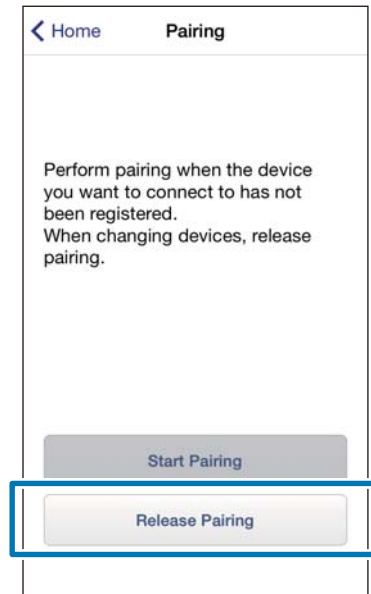 Home Pairing
Perform pairing when the device
you want to connect to has not
been registered.
When changing devices, release
pairing.
Start Pairing
Release Pairing